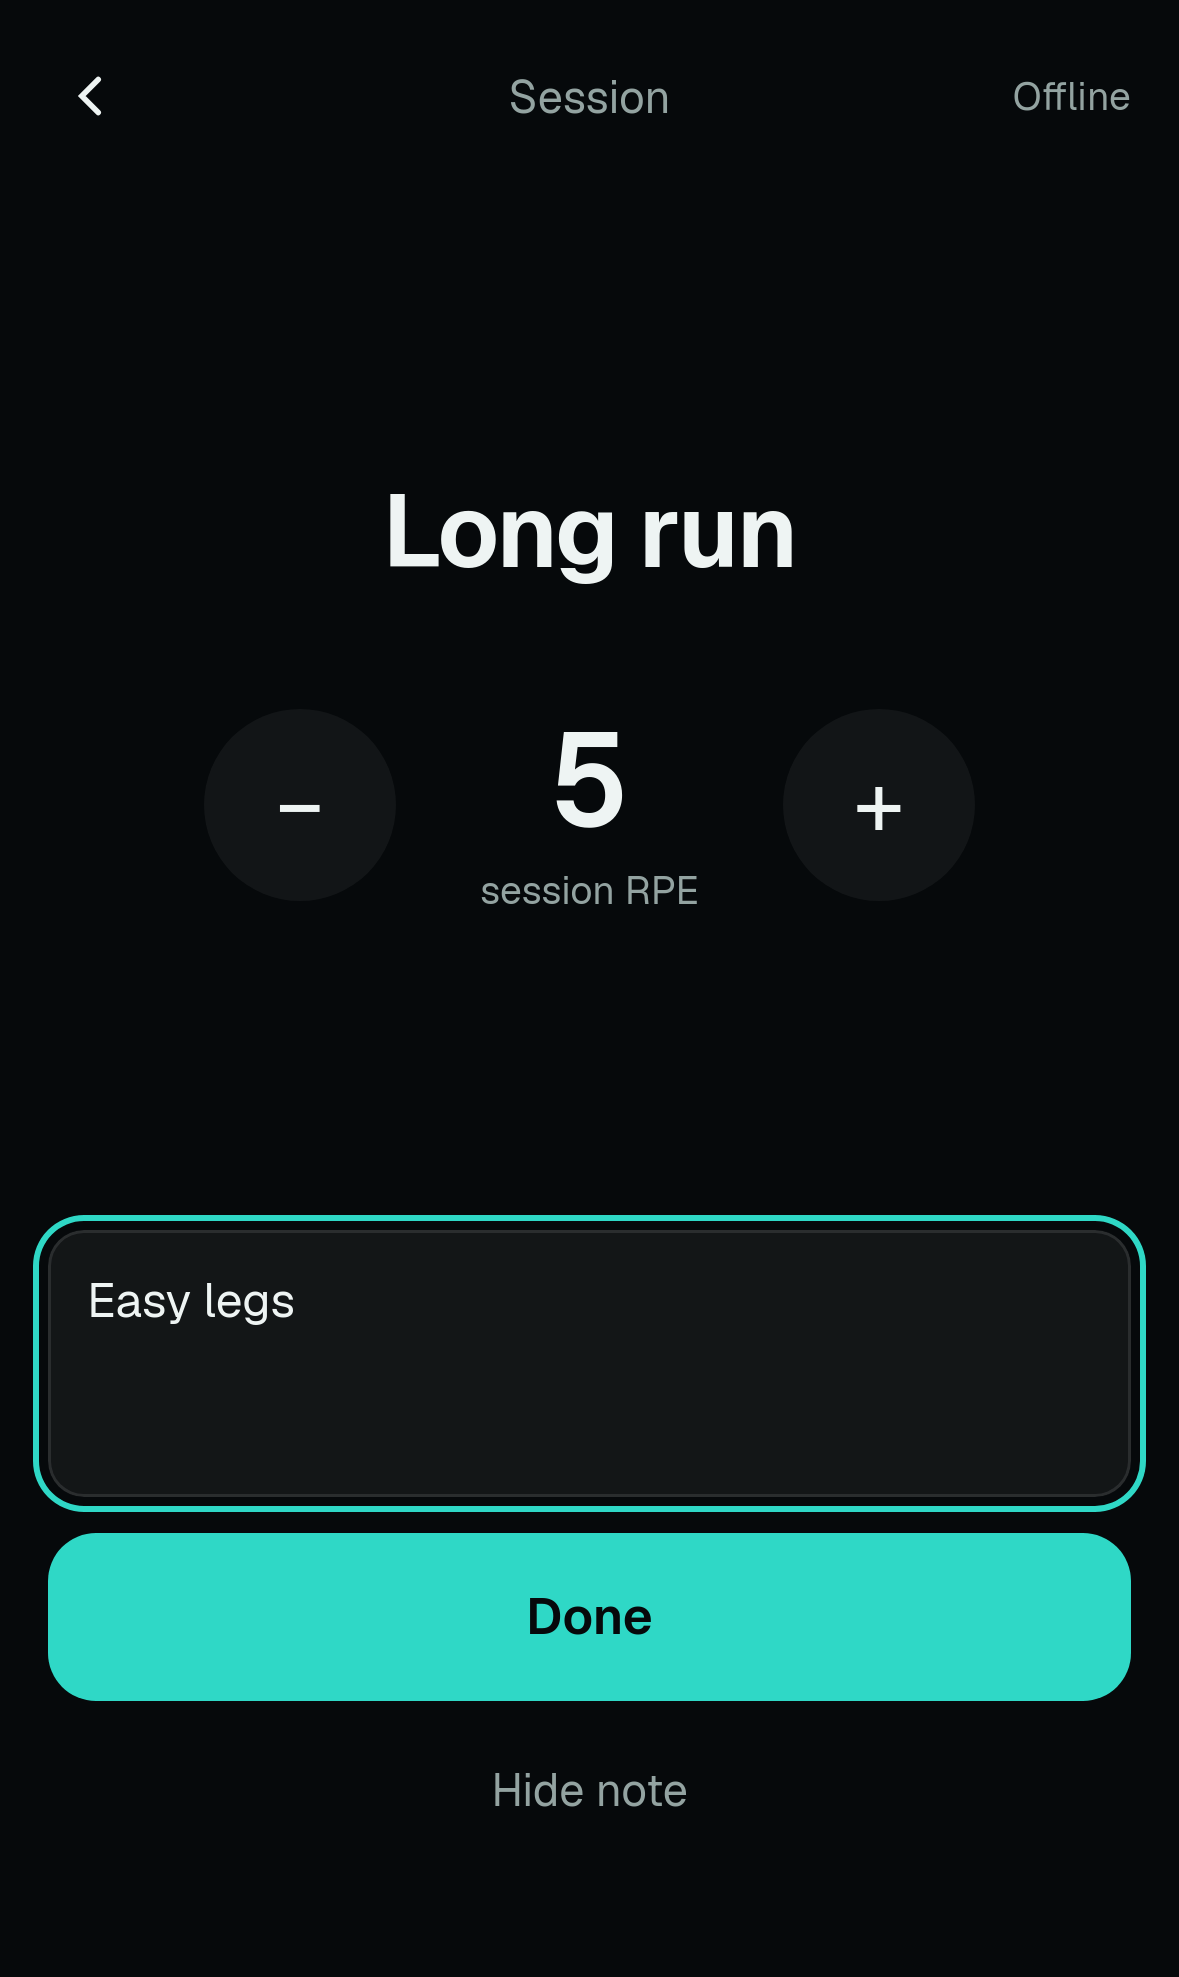 Session
Offline
Long run
−
5
+
session RPE
Easy legs
Done
Hide note